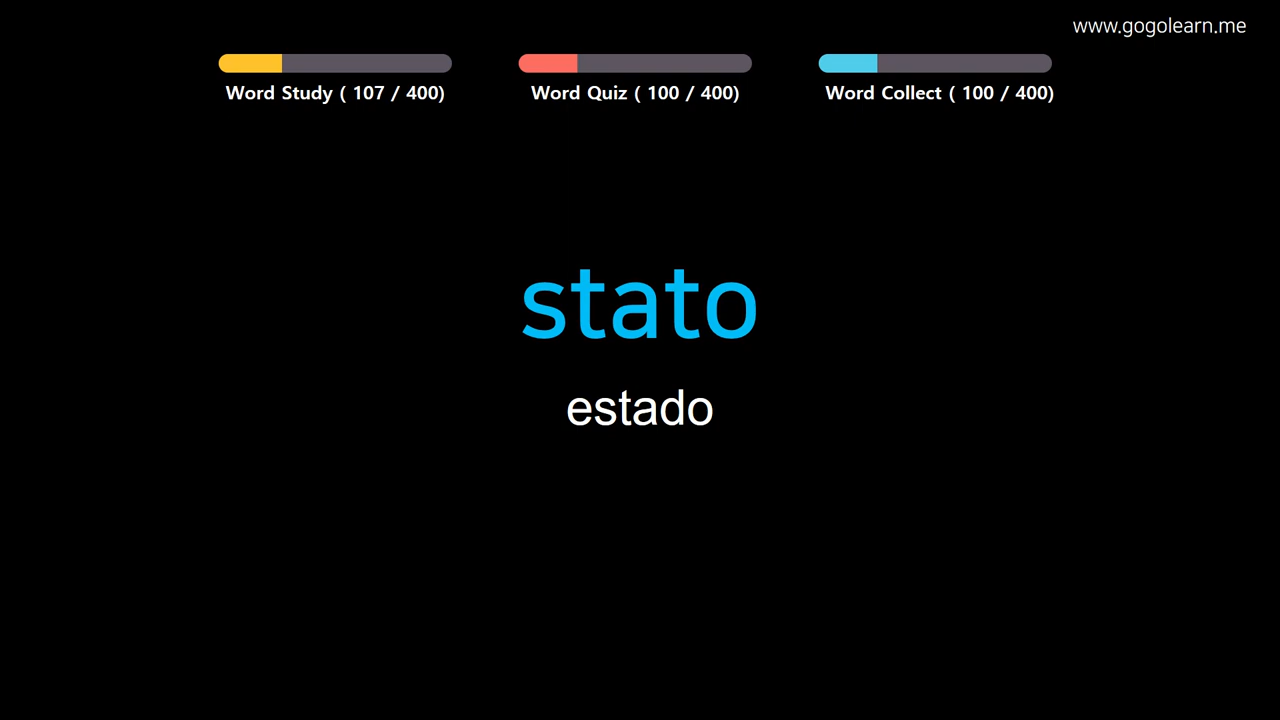 www.gogolearn.me
Word Study ( 107 / 400)
Word Quiz ( 100 / 400)
Word Collect ( 100 / 400)
stato
estado